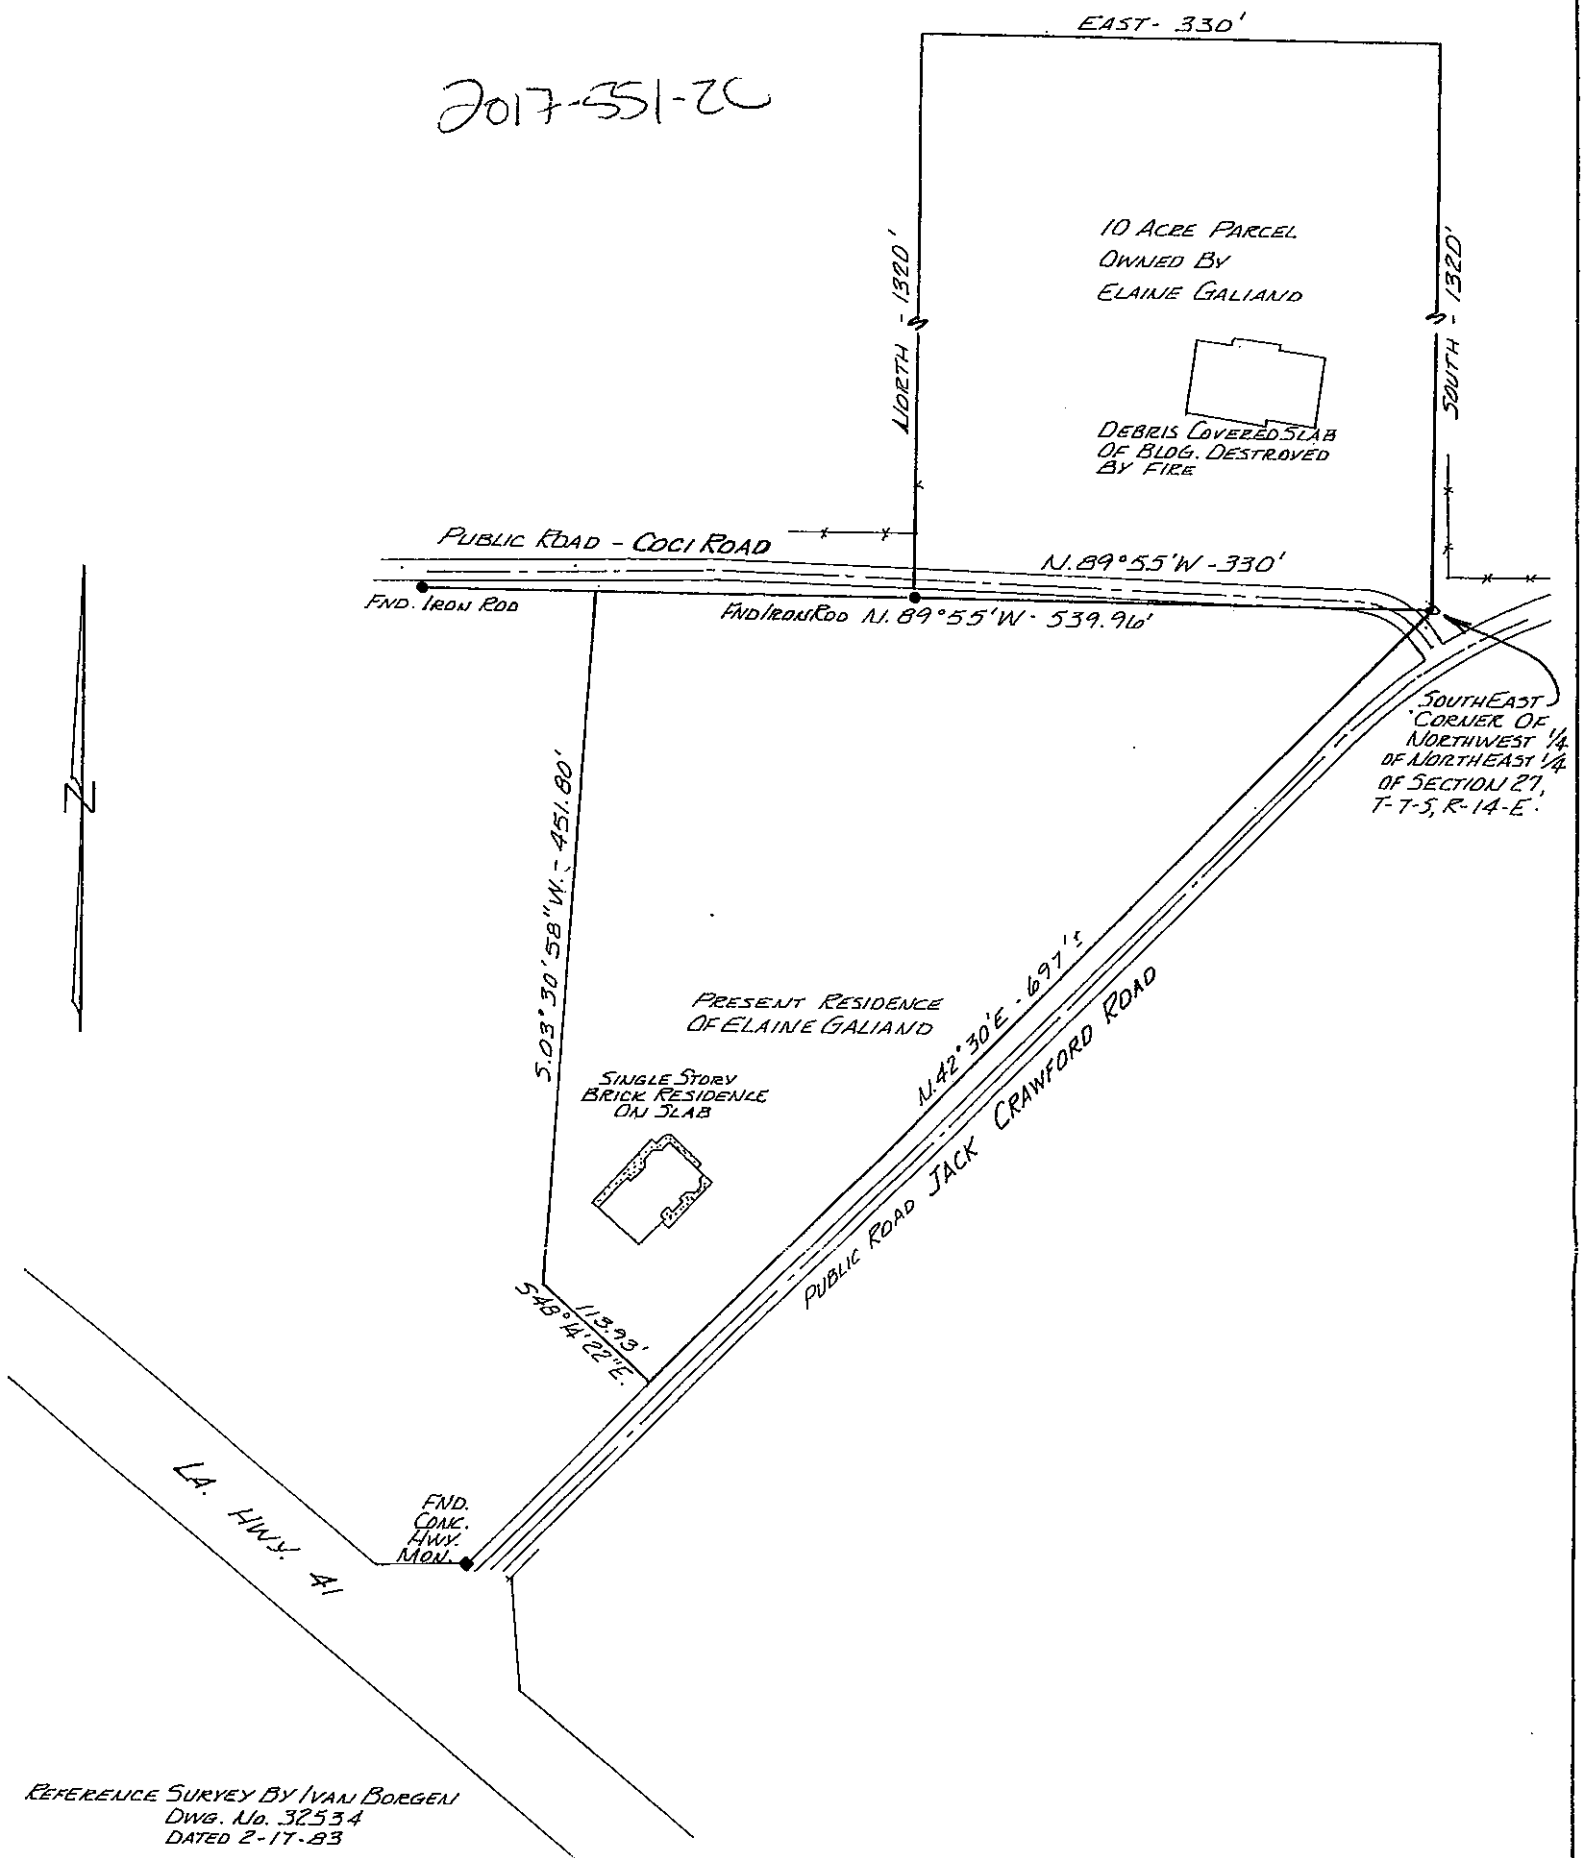 EAST - 330'
2017-551-2C
10 ACRE PARCEL
OWNED BY
ELAINE GALIANO
NORTH - 1320'
SOUTH - 1320'
DEBRIS COVERED SLAB
OF BLDG. DESTROYED
BY FIRE
PUBLIC ROAD - COCI ROAD
N. 89°55' W - 330'
FND. IRON ROD
FND IRON ROD
N. 89°55' W - 539.96'
SOUTHEAST
CORNER OF
NORTHWEST 1/4
OF NORTHEAST 1/4
OF SECTION 27,
T-7-S, R-14-E.
N
S.03°30'58"W. - 451.80'
PRESENT RESIDENCE
OF ELAINE GALIANO
N.42°30'E - 697'±
PUBLIC ROAD JACK CRAWFORD ROAD
SINGLE STORY
BRICK RESIDENCE
ON SLAB
113.93'
S48°14'22"E.
LA. HWY. 41
FND.
CONC.
HWY.
MON.
REFERENCE SURVEY BY IVAN BORGEN
DWG. NO. 32534
DATED 2-17-83